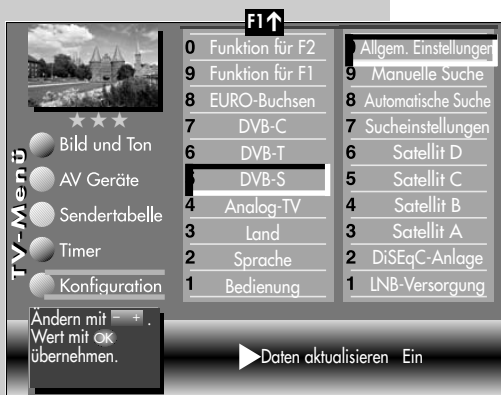 F1↑
TV-Menü
Bild und Ton
AV Geräte
Sendertabelle
Timer
Konfiguration
Ändern mit - + .
Wert mit OK
übernehmen.
0 Funktion für F2
9 Funktion für F1
8 EURO-Buchsen
7 DVB-C
6 DVB-T
DVB-S
4 Analog-TV
3 Land
2 Sprache
1 Bedienung
Allgem. Einstellungen
9 Manuelle Suche
8 Automatische Suche
7 Sucheinstellungen
6 Satellit D
5 Satellit C
4 Satellit B
3 Satellit A
2 DiSEqC-Anlage
1 LNB-Versorgung
Daten aktualisieren Ein